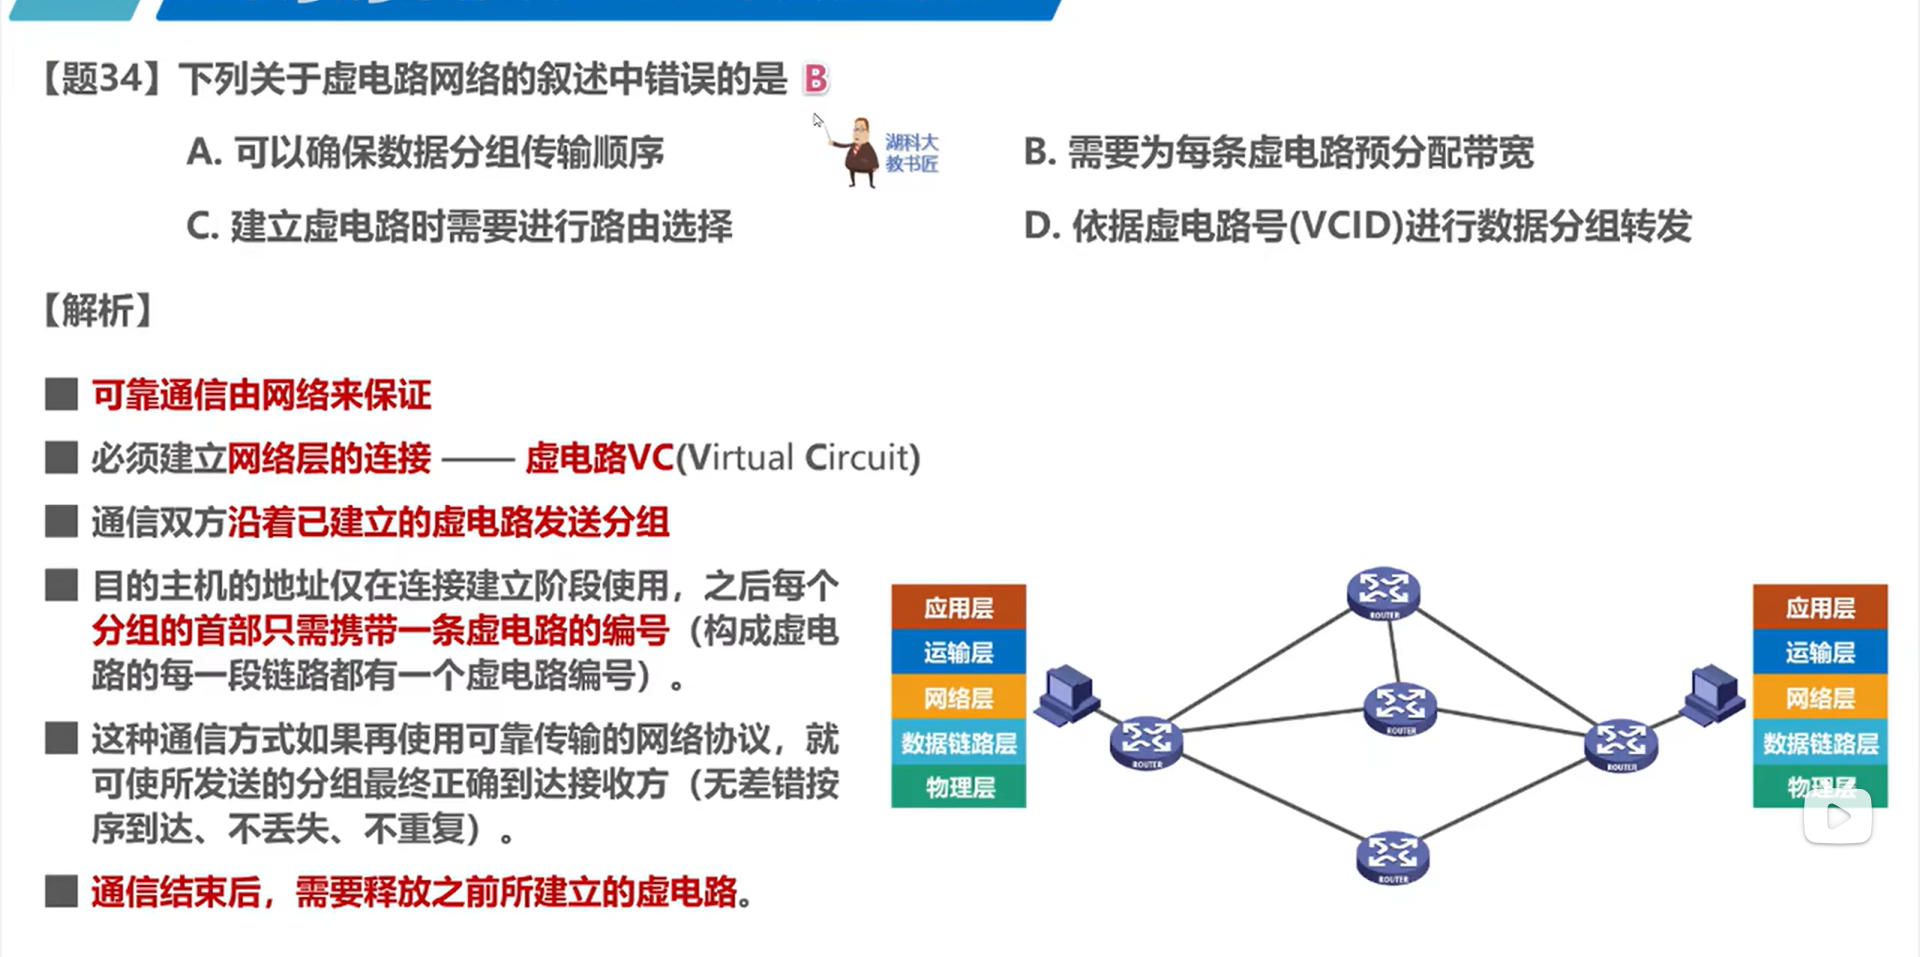 【题34】下列关于虚电路网络的叙述中错误的是 B
A. 可以确保数据分组传输顺序
湖科大
教书匠
B. 需要为每条虚电路预分配带宽
C. 建立虚电路时需要进行路由选择
D. 依据虚电路号(VCID)进行数据分组转发
【解析】
可靠通信由网络来保证
必须建立网络层的连接 —— 虚电路VC(Virtual Circuit)
通信双方沿着已建立的虚电路发送分组
目的主机的地址仅在连接建立阶段使用，之后每个
分组的首部只需携带一条虚电路的编号（构成虚电
路的每一段链路都有一个虚电路编号）。
这种通信方式如果再使用可靠传输的网络协议，就
可使所发送的分组最终正确到达接收方（无差错按
序到达、不丢失、不重复）。
通信结束后，需要释放之前所建立的虚电路。
应用层
运输层
网络层
数据链路层
物理层
ROUTER
ROUTER
ROUTER
ROUTER
ROUTER
应用层
运输层
网络层
数据链路层
物理层